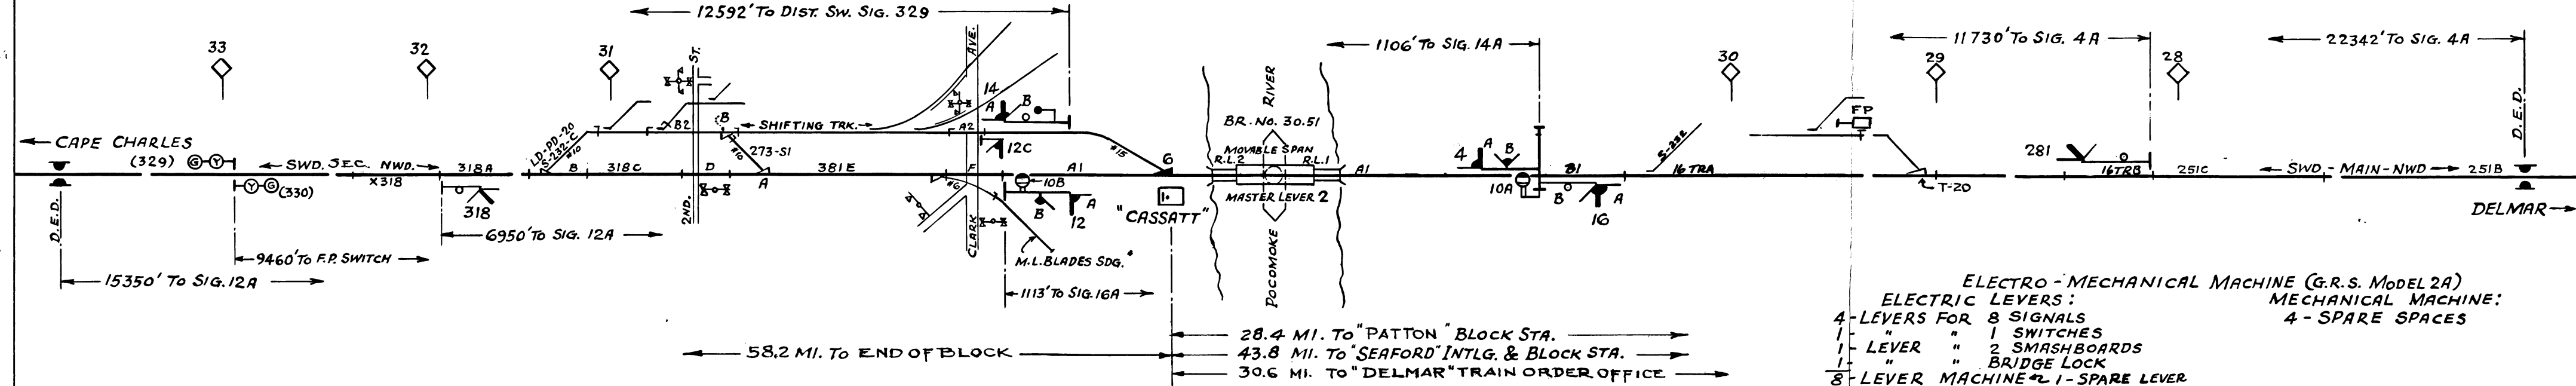 12592' TO DIST. SW. SIG. 329
33
32
31
2ND. ST.
CLARK AVE.
14
A
B
1106' TO SIG. 14A
30
11730' TO SIG. 4A
29
28
22342' TO SIG. 4A
D.E.D.
CAPE CHARLES
(329) G Y
SWD. SEC. NWD.
X318
318A
LD-PD-20
S-232-C
#10
B
318C
B2
B
SHIFTING TRK.
#10
273-S1
D
A
381E
A2
12C
F
A1
#15
6
BR. NO. 30.51
MOVABLE SPAN
R.L.2
R.L.1
MASTER LEVER 2
POCOMOKE RIVER
A1
4
A
B
B1
10A
B
A
16
S-232
16 TRA
FP
T-20
281
16TRB
251C
SWD.-MAIN-NWD
251B
D.E.D.
DELMAR
Y G (330)
318
#6
10B
B
A
12
"CASSATT"
6950' TO SIG. 12A
9460' TO F.P. SWITCH
15350' TO SIG. 12A
M.L. BLADES SDG.
1113' TO SIG. 16A
58.2 MI. TO END OF BLOCK
28.4 MI. TO "PATTON" BLOCK STA.
43.8 MI. TO "SEAFORD" INTLG. & BLOCK STA.
30.6 MI. TO "DELMAR" TRAIN ORDER OFFICE
ELECTRO-MECHANICAL MACHINE (G.R.S. MODEL 2A)
ELECTRIC LEVERS:
4-LEVERS FOR 8 SIGNALS
1- " " 1 SWITCHES
1- LEVER " 2 SMASHBOARDS
1- " " BRIDGE LOCK
8-LEVER MACHINE 1-SPARE LEVER
MECHANICAL MACHINE:
4-SPARE SPACES